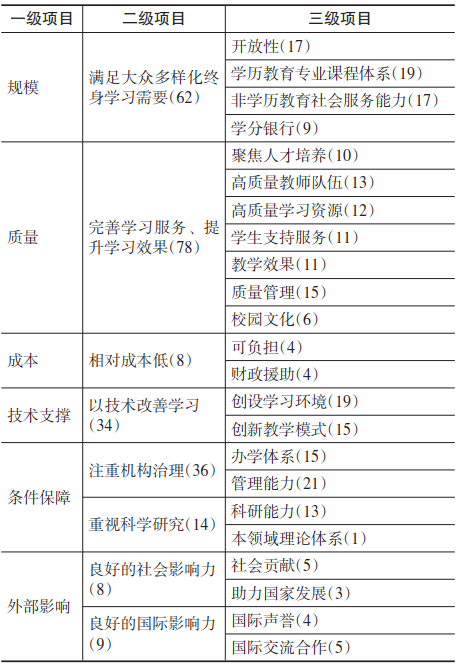 一级项目 二级项目 三级项目
规模 满足大众多样化终
身学习需要(62) 开放性(17)
学历教育专业课程体系(19)
非学历教育社会服务能力(17)
学分银行(9)
质量 完善学习服务、提
升学习效果(78) 聚焦人才培养(10)
高质量教师队伍(13)
高质量学习资源(12)
学生支持服务(11)
教学效果(11)
质量管理(15)
校园文化(6)
成本 相对成本低(8) 可负担(4)
财政援助(4)
技术支撑 以技术改善学习
(34) 创设学习环境(19)
创新教学模式(15)
条件保障 注重机构治理(36) 办学体系(15)
管理能力(21)
重视科学研究(14) 科研能力(13)
本领域理论体系(1)
外部影响 良好的社会影响力
(8) 社会贡献(5)
助力国家发展(3)
良好的国际影响力
(9) 国际声誉(4)
国际交流合作(5)